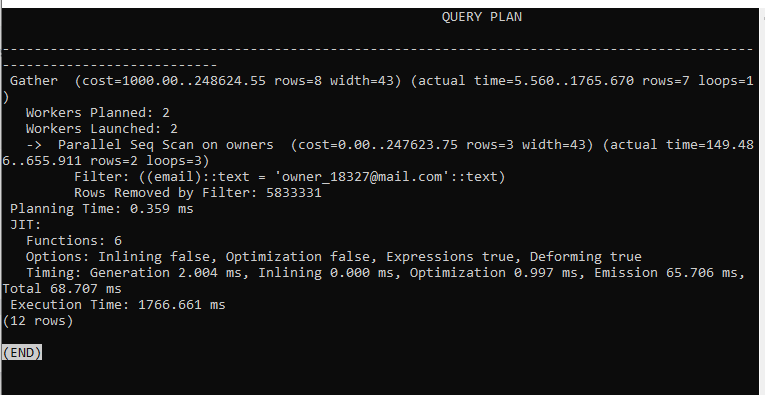 QUERY PLAN
---------------------------------------------------------------------------------------------
---------------------------
Gather  (cost=1000.00..248624.55 rows=8 width=43) (actual time=5.560..1765.670 rows=7 loops=1
)
   Workers Planned: 2
   Workers Launched: 2
   ->  Parallel Seq Scan on owners  (cost=0.00..247623.75 rows=3 width=43) (actual time=149.48
6..655.911 rows=2 loops=3)
         Filter: ((email)::text = 'owner_18327@mail.com'::text)
         Rows Removed by Filter: 5833331
 Planning Time: 0.359 ms
 JIT:
   Functions: 6
   Options: Inlining false, Optimization false, Expressions true, Deforming true
   Timing: Generation 2.004 ms, Inlining 0.000 ms, Optimization 0.997 ms, Emission 65.706 ms,
Total 68.707 ms
 Execution Time: 1766.661 ms
(12 rows)
(END)